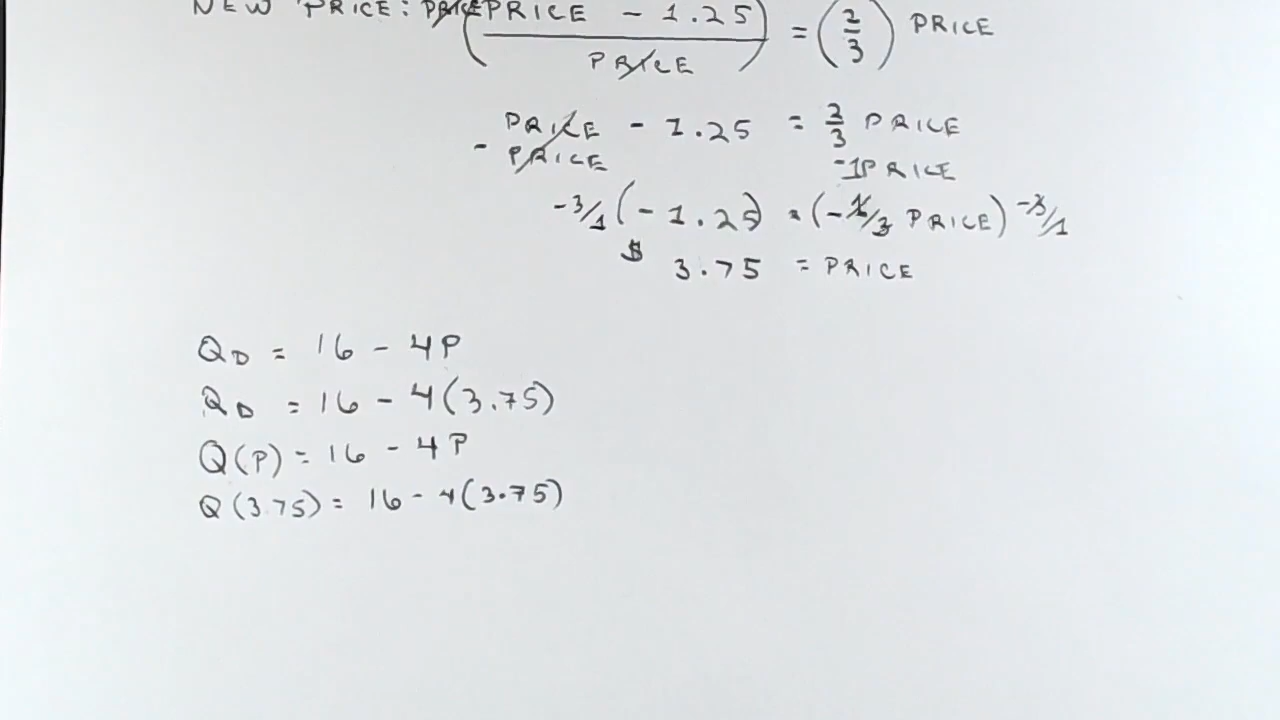 NEW PRICE: PRICE (PRICE - 1.25 / PRICE) = (2/3) PRICE
PRICE - 1.25 = 2/3 PRICE
- PRICE -1PRICE
-3/1 (-1.25) = (-1/3 PRICE) -3/1
$ 3.75 = PRICE
QD = 16 - 4P
QD = 16 - 4(3.75)
Q(P) = 16 - 4P
Q(3.75) = 16 - 4(3.75)